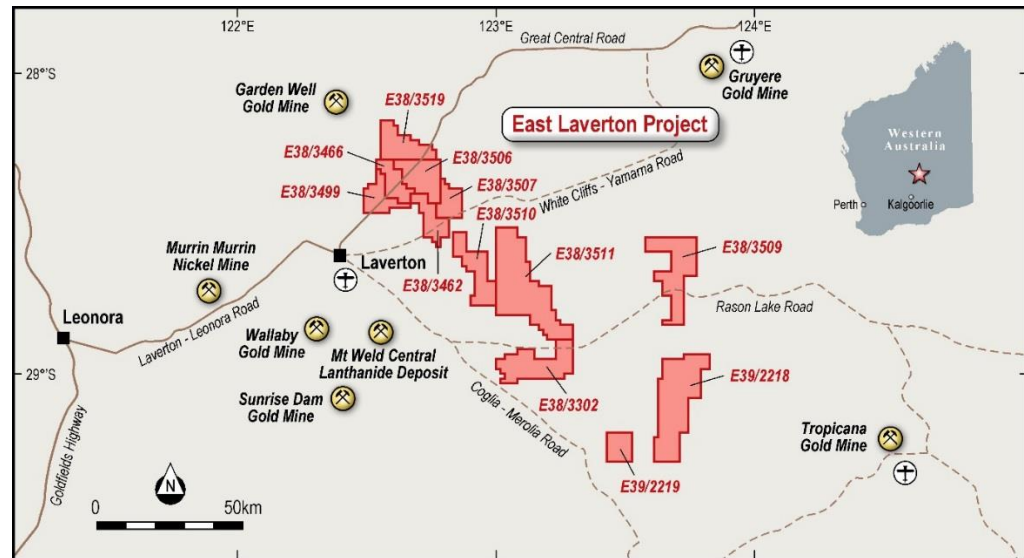 122°E
123°E
124°E
Great Central Road
28°S
Garden Well
Gold Mine
E38/3519
Gruyere
Gold Mine
East Laverton Project
E38/3466
E38/3506
Western
Australia
E38/3499
E38/3507
White Cliffs - Yamarna Road
Perth
Kalgoorlie
E38/3510
Murrin Murrin
Nickel Mine
Laverton
E38/3511
E38/3509
E38/3462
Leonora
Laverton - Leonora Road
Rason Lake Road
Wallaby
Gold Mine
Mt Weld Central
Lanthanide Deposit
29°S
Sunrise Dam
Gold Mine
E38/3302
E39/2218
Coglia - Merolia Road
Tropicana
Gold Mine
Goldfields Highway
N
E39/2219
0
50km